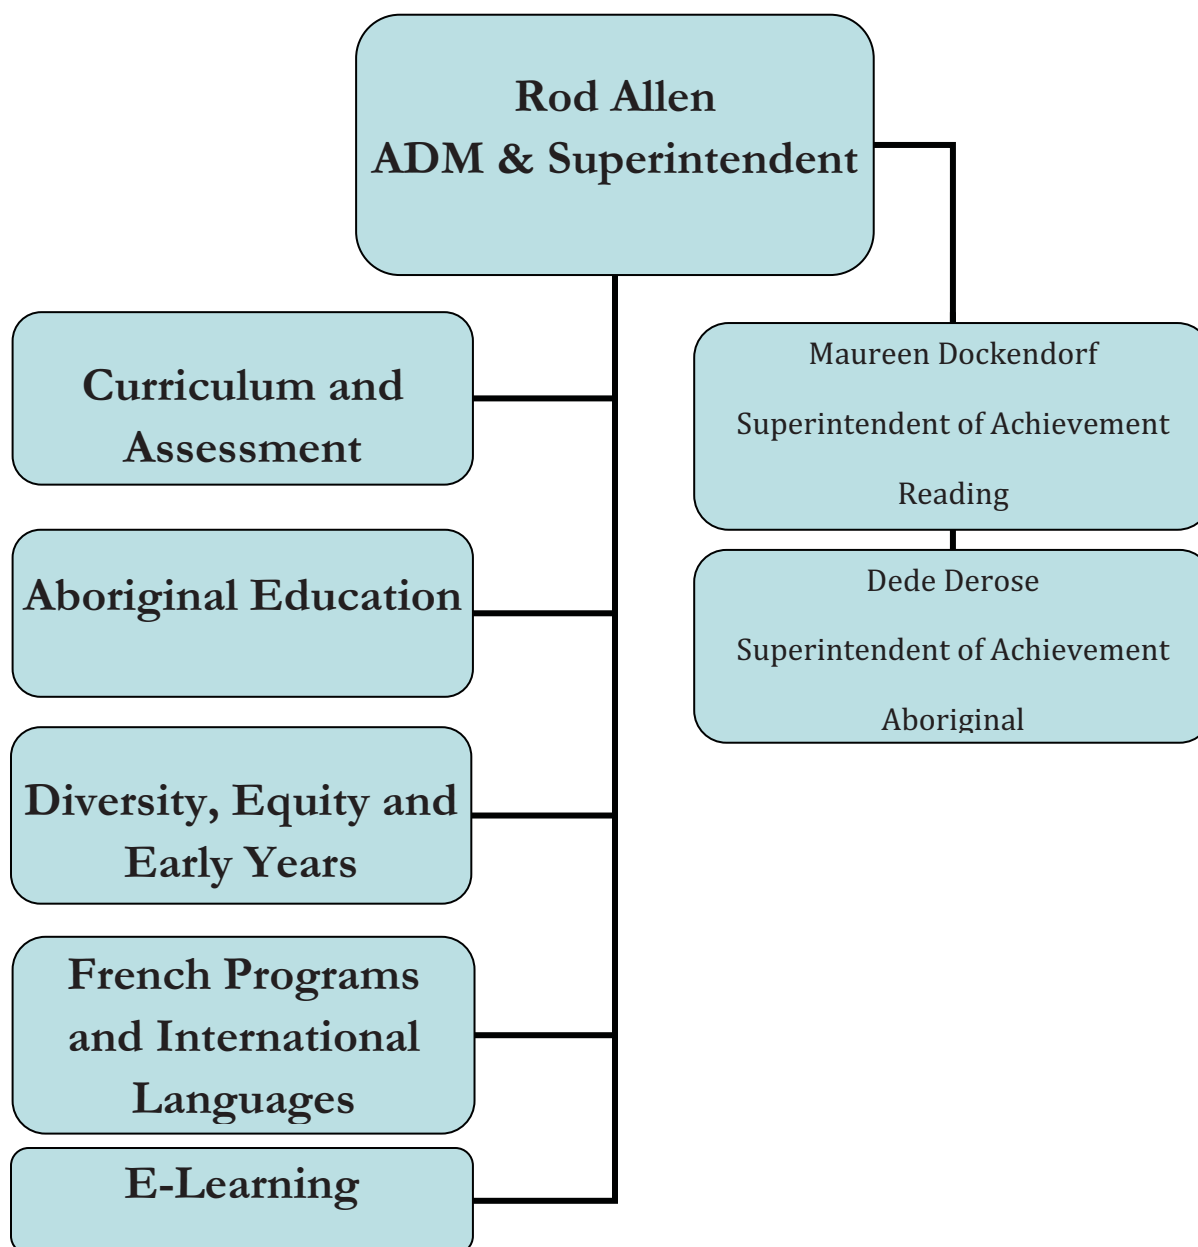 Rod Allen
ADM & Superintendent
Curriculum and
Assessment
Aboriginal Education
Diversity, Equity and
Early Years
French Programs
and International
Languages
E-Learning
Maureen Dockendorf
Superintendent of Achievement
Reading
Dede Derose
Superintendent of Achievement
Aboriginal